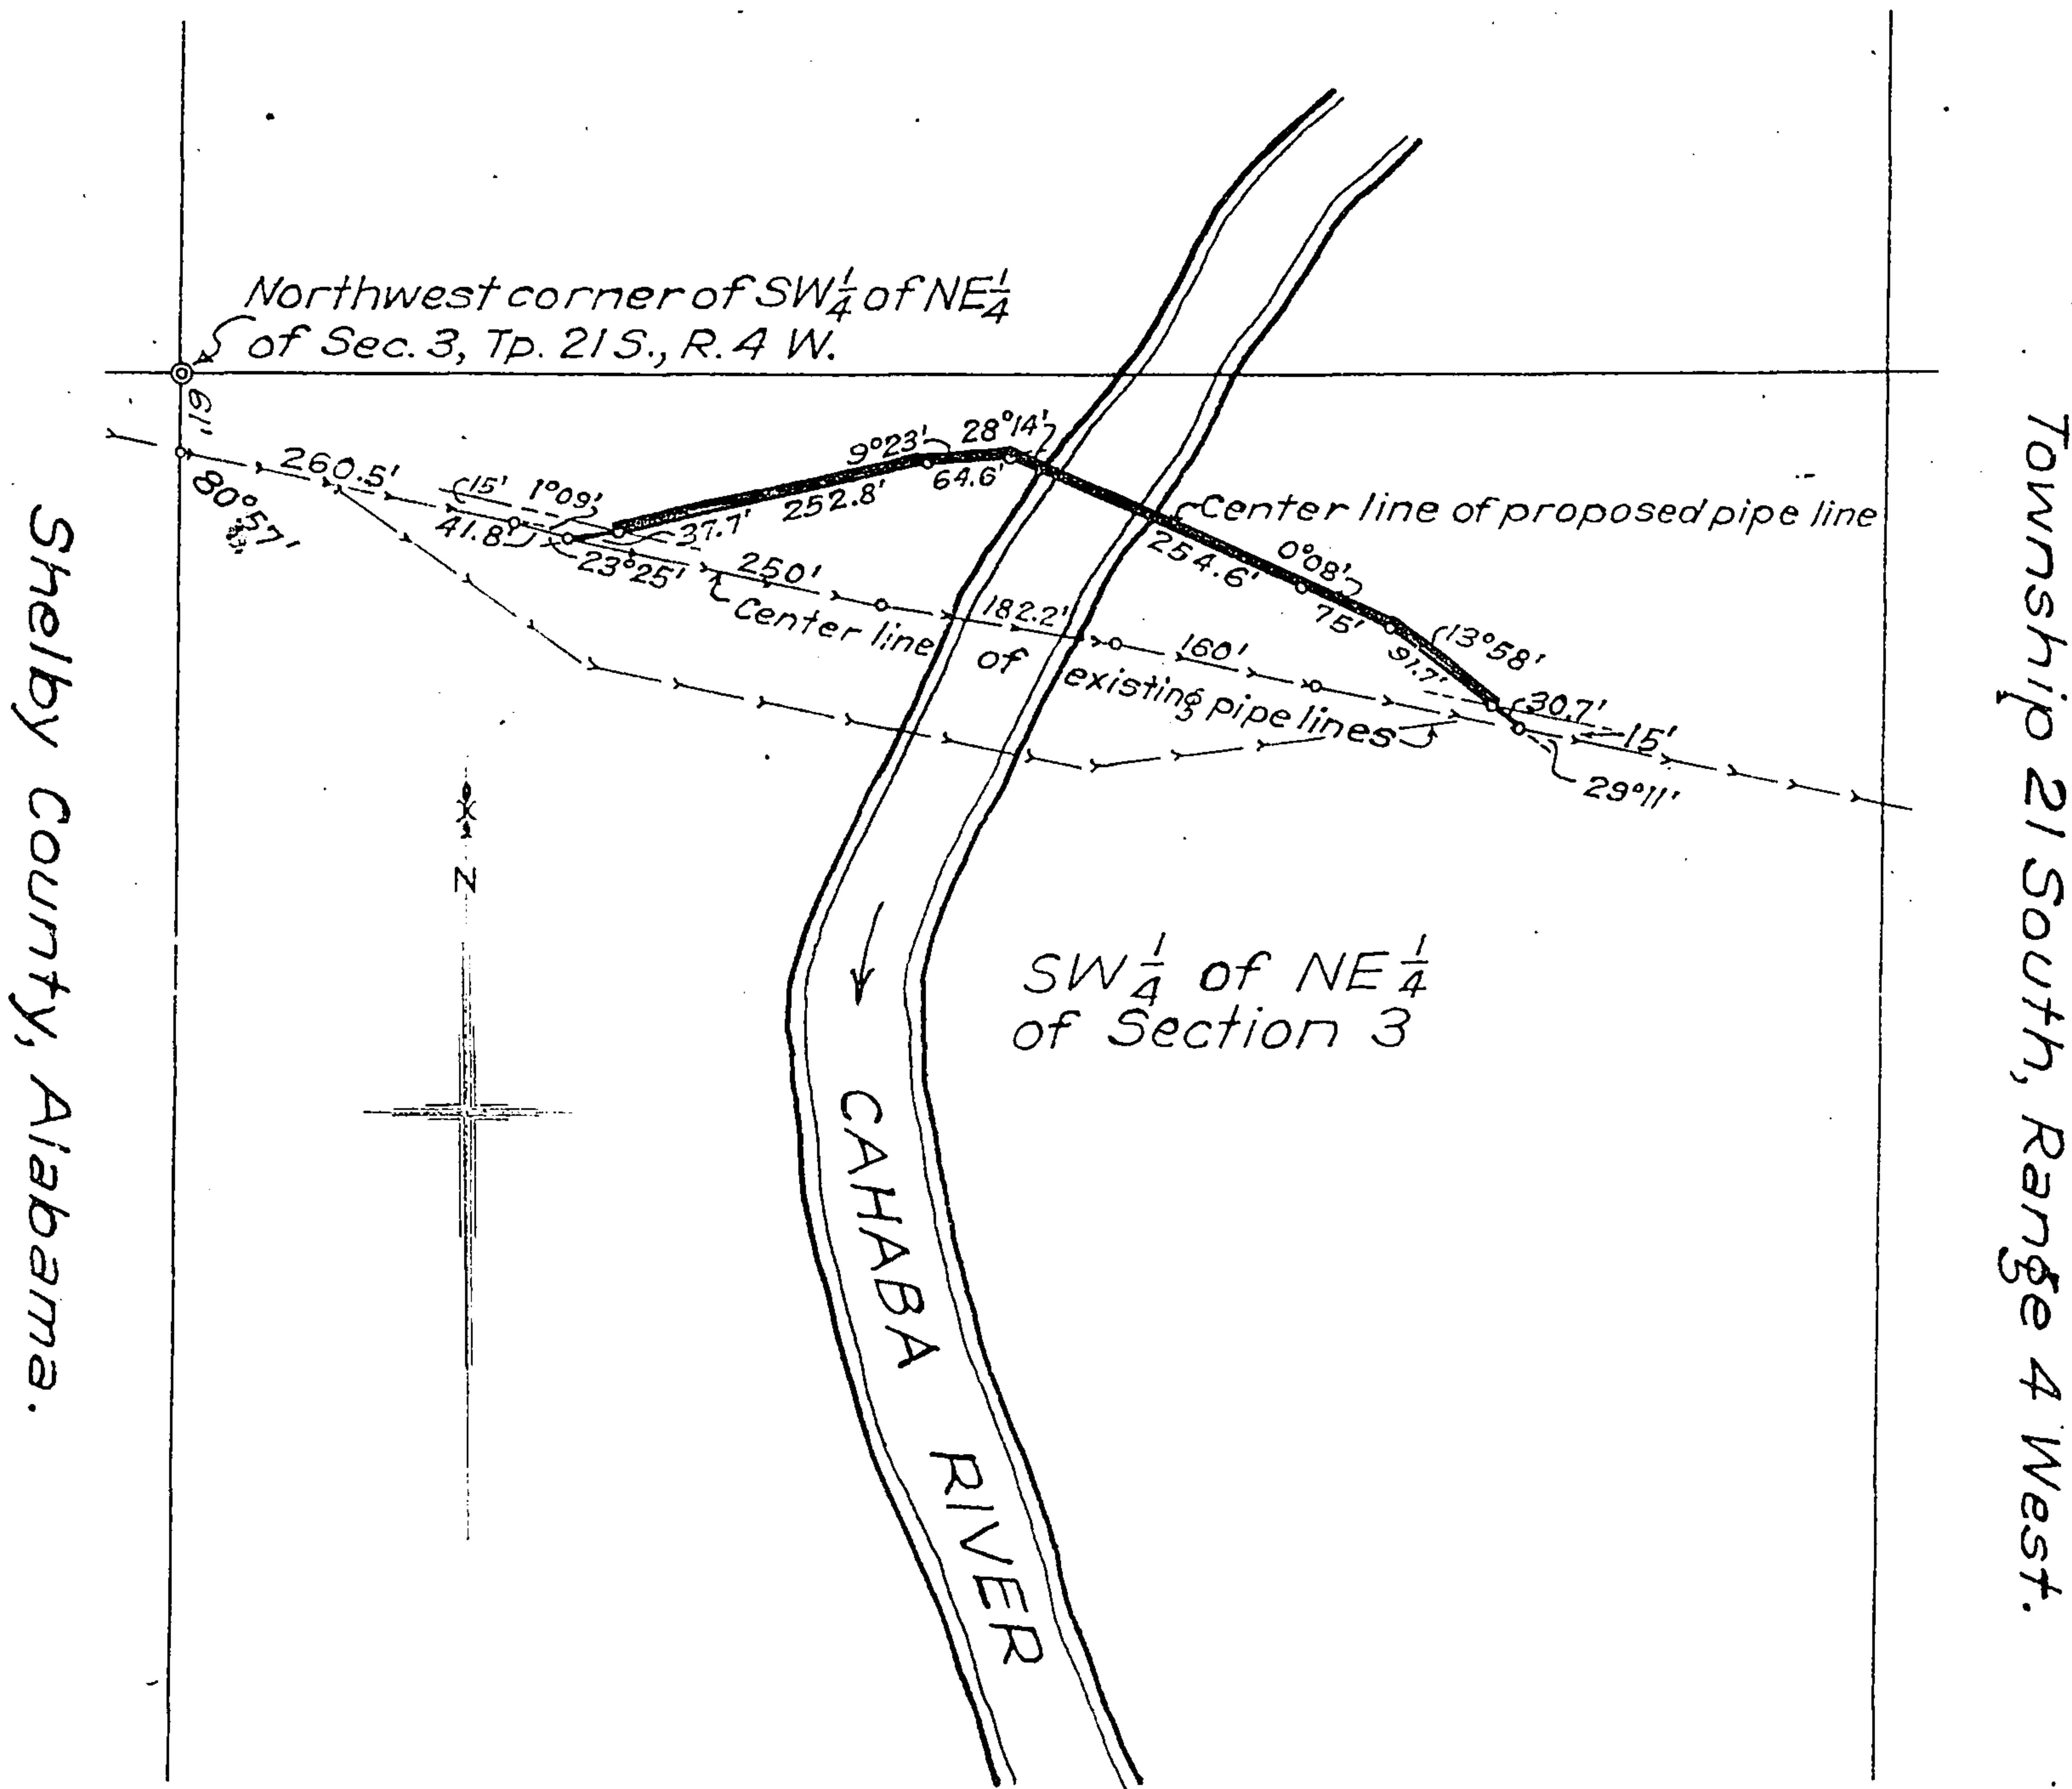 Northwest corner of SW¼ of NE¼
of Sec. 3, Tp. 21 S., R. 4 W.
61'
260.5'
80°57'
15'
1°09'
41.8'
23°25'
37.7'
252.8'
9°23'
28°14'
64.6'
Center line of proposed pipe line
254.6'
0°08'
75'
13°58'
91.7'
30.7'
15'
29°11'
250'
182.2'
160'
Center line of existing pipe lines
N
SW ¼ of NE ¼
of Section 3
CAHABA RIVER
Shelby County, Alabama.
Township 21 South, Range 4 West.